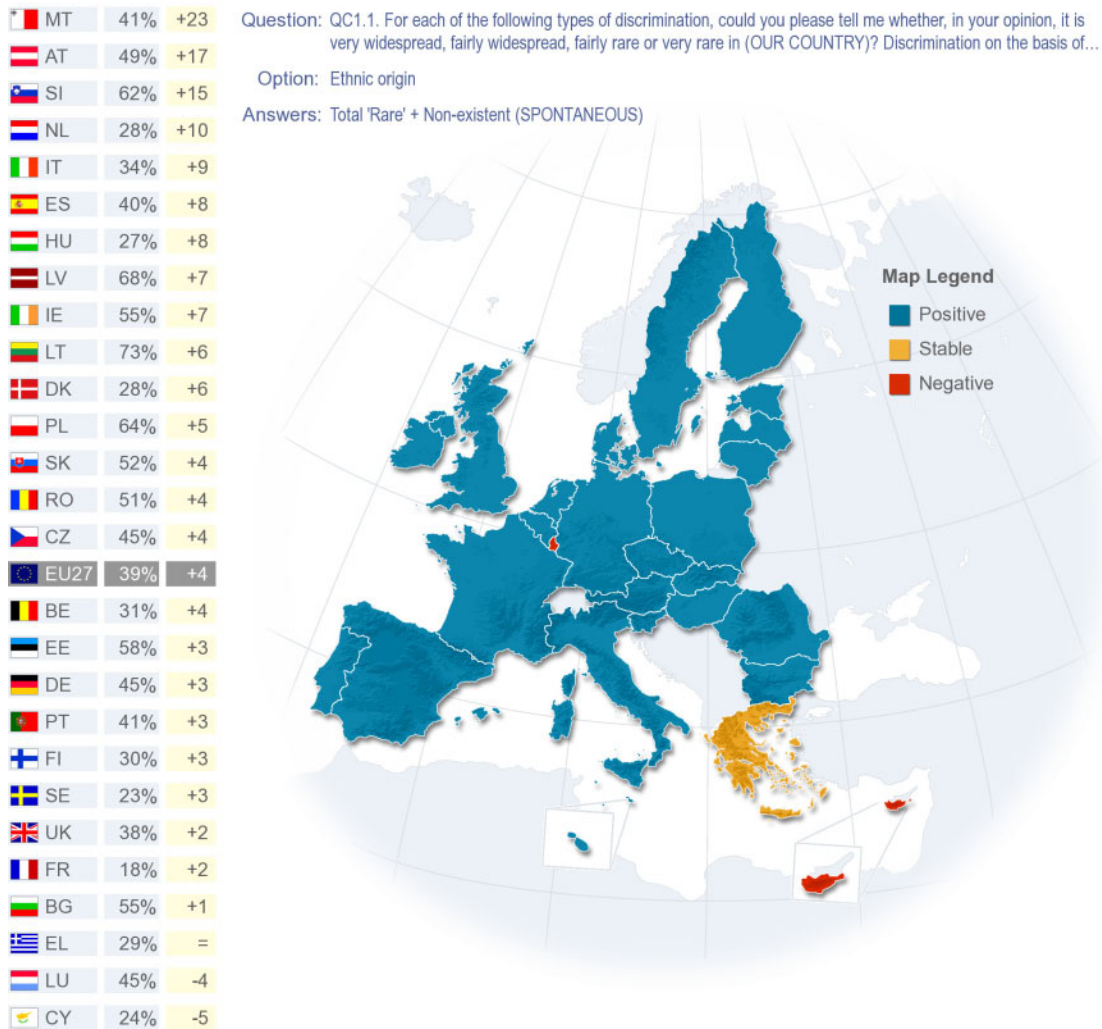 MT 41% +23
AT 49% +17
SI 62% +15
NL 28% +10
IT 34% +9
ES 40% +8
HU 27% +8
LV 68% +7
IE 55% +7
LT 73% +6
DK 28% +6
PL 64% +5
SK 52% +4
RO 51% +4
CZ 45% +4
EU27 39% +4
BE 31% +4
EE 58% +3
DE 45% +3
PT 41% +3
FI 30% +3
SE 23% +3
UK 38% +2
FR 18% +2
BG 55% +1
EL 29% =
LU 45% -4
CY 24% -5
Question: QC1.1. For each of the following types of discrimination, could you please tell me whether, in your opinion, it is
very widespread, fairly widespread, fairly rare or very rare in (OUR COUNTRY)? Discrimination on the basis of...
Option: Ethnic origin
Answers: Total 'Rare' + Non-existent (SPONTANEOUS)
Map Legend
Positive
Stable
Negative